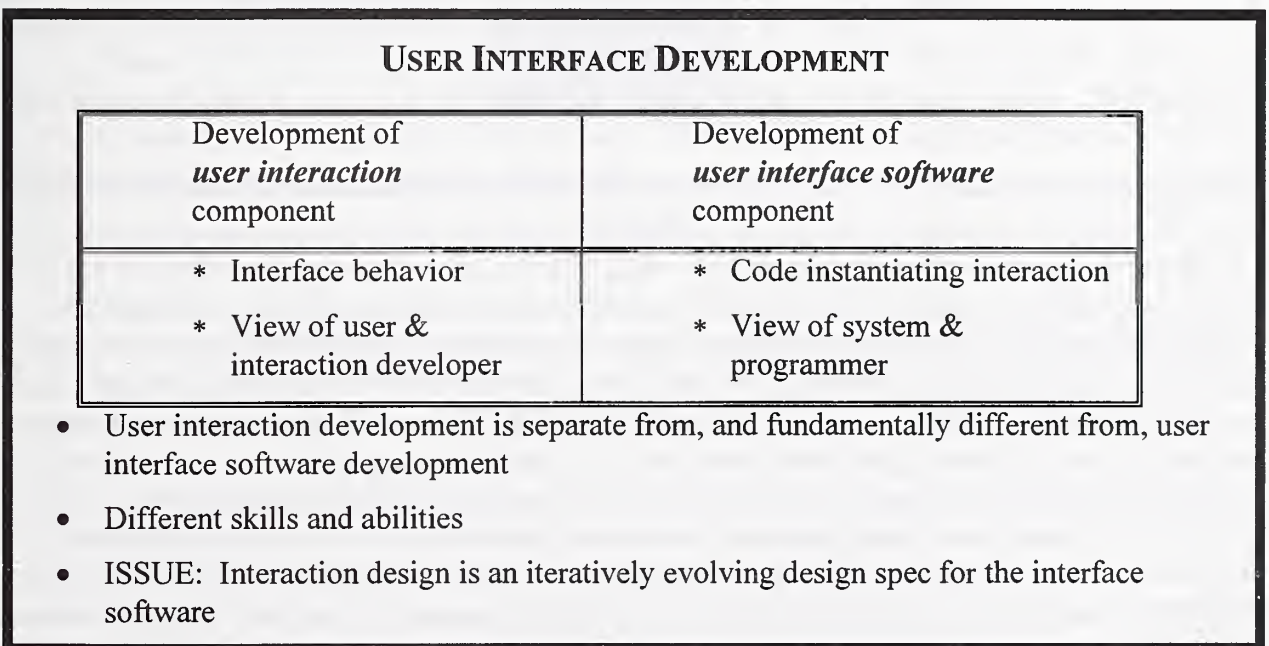 USER INTERFACE DEVELOPMENT
Development of
user interaction
component
Development of
user interface software
component
* Interface behavior
* View of user &
interaction developer
* Code instantiating interaction
* View of system &
programmer
• User interaction development is separate from, and fundamentally different from, user
interface software development
• Different skills and abilities
• ISSUE: Interaction design is an iteratively evolving design spec for the interface
software